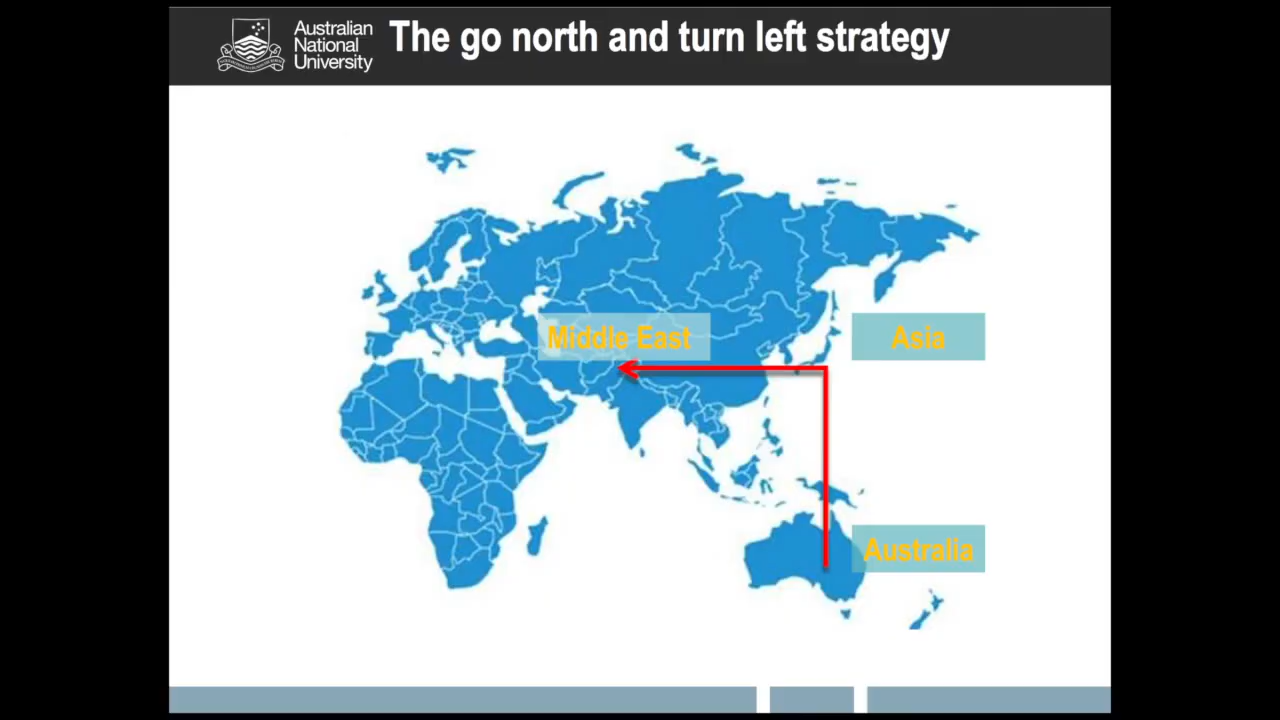 Australian
National
University
The go north and turn left strategy
Middle East
Asia
Australia